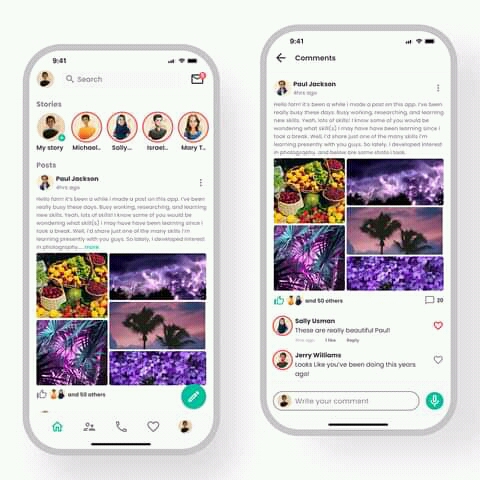 9:41
Search
Stories
My story
Michael..
Sally...
Israel..
Mary T..
Posts
Paul Jackson
4hrs ago
Hello fam! it's been a while i made a post on this app. I've been
really busy these days. Busy working, researching, and learning
new skills. Yeah, lots of skills! I know some of you would be
wondering what skill(s) I may have have been learning since I
took a break. Well, I'd share just one of the many skills I'm
learning presently with you guys. So lately, I developed interest
in photography.... more
and 50 others
9:41
Comments
Paul Jackson
4hrs ago
Hello fam! it's been a while i made a post on this app. I've been
really busy these days. Busy working, researching, and learning
new skills. Yeah, lots of skills! I know some of you would be
wondering what skill(s) I may have have been learning since I
took a break. Well, I'd share just one of the many skills I'm
learning presently with you guys. So lately, I developed interest
in photography, and below are some shots I took.
and 50 others
20
Sally Usman
These are really beautiful Paul!
1 like
Reply
Jerry Williams
Looks Like you've been doing this years
ago!
Write your comment